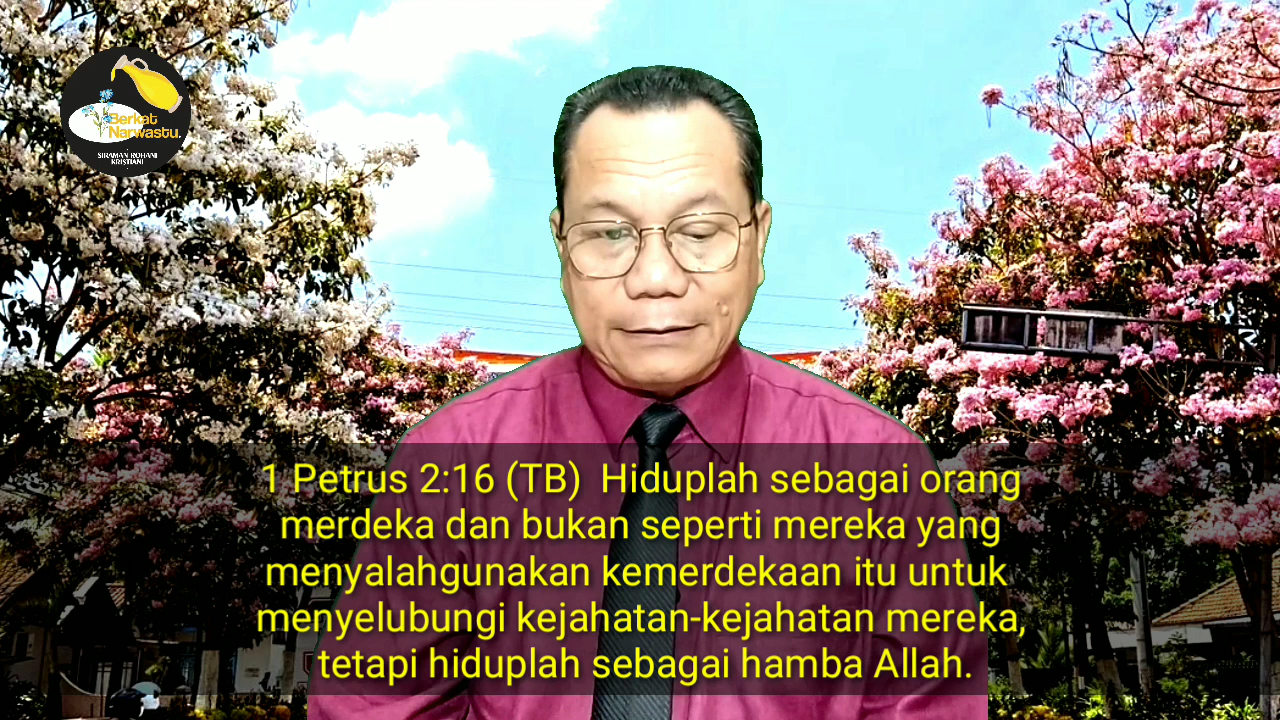 Berkat
Narwastu.
SIRAMAN ROHANI
KRISTIANI
1 Petrus 2:16 (TB)  Hiduplah sebagai orang
merdeka dan bukan seperti mereka yang
menyalahgunakan kemerdekaan itu untuk
menyelubungi kejahatan-kejahatan mereka,
tetapi hiduplah sebagai hamba Allah.